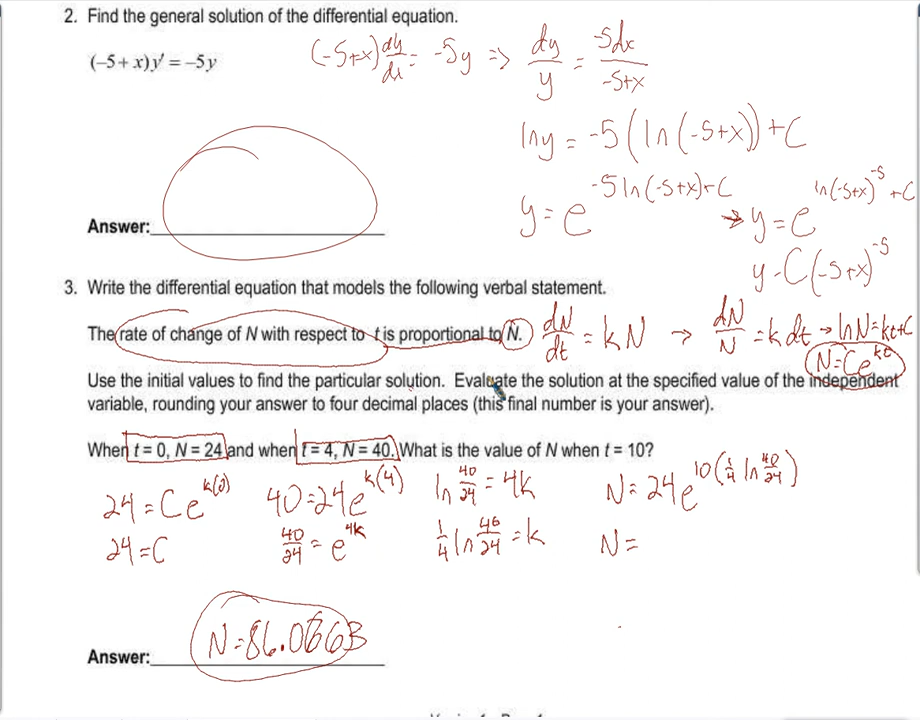 2. Find the general solution of the differential equation.
(-5+x)y' = -5y
(-5+x) dy/dx = -5y => dy/y = -5dx/-5+x
ln y = -5(ln(-5+x)) + C
y = e^(-5ln(-5+x)+C) → y = e^(ln(-5+x)^-5 + C)
y = C(-5+x)^-5
Answer:
3. Write the differential equation that models the following verbal statement.
The rate of change of N with respect to t is proportional to N. dN/dt = kN → dN/N = k dt → ln N = kt+C
N = Ce^kt
Use the initial values to find the particular solution. Evaluate the solution at the specified value of the independent
variable, rounding your answer to four decimal places (this final number is your answer).
When t = 0, N = 24 and when t = 4, N = 40. What is the value of N when t = 10?
24 = Ce^k(0) 40 = 24e^k(4) ln 40/24 = 4k N = 24e^10(1/4 ln 40/24)
24 = C 40/24 = e^4k 1/4 ln 40/24 = k N =
Answer: N = 86.0663